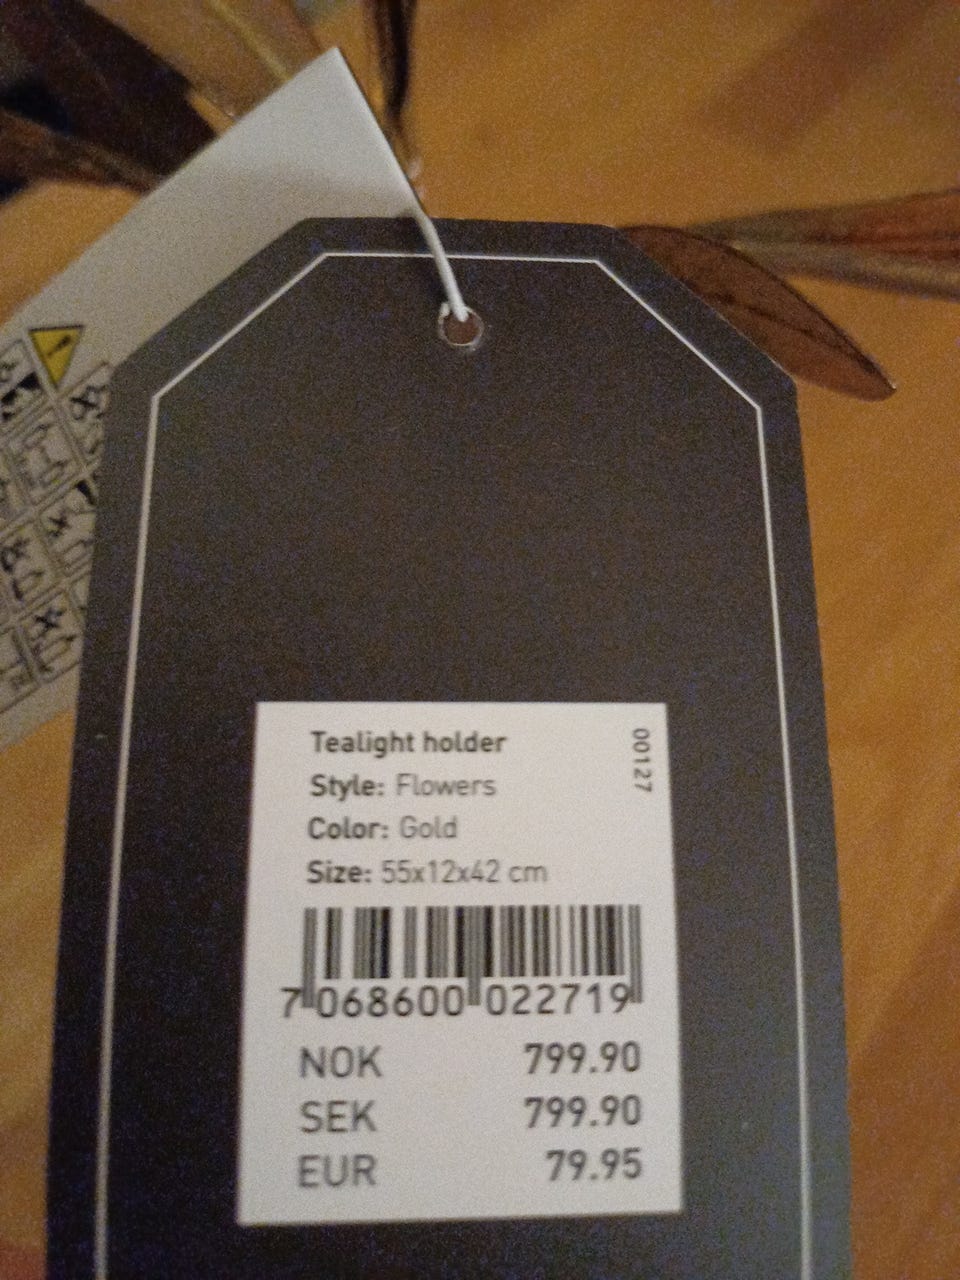 Tealight holder
Style: Flowers
Color: Gold
Size: 55x12x42 cm
00127
7 068600 022719
NOK 799.90
SEK 799.90
EUR 79.95